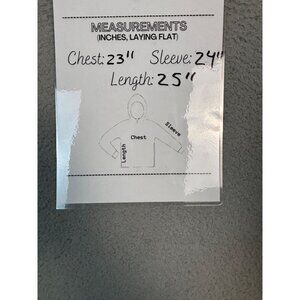 MEASUREMENTS
(INCHES, LAYING FLAT)
Chest: 23" Sleeve: 24"
Length: 25"
Chest
Sleeve
Length